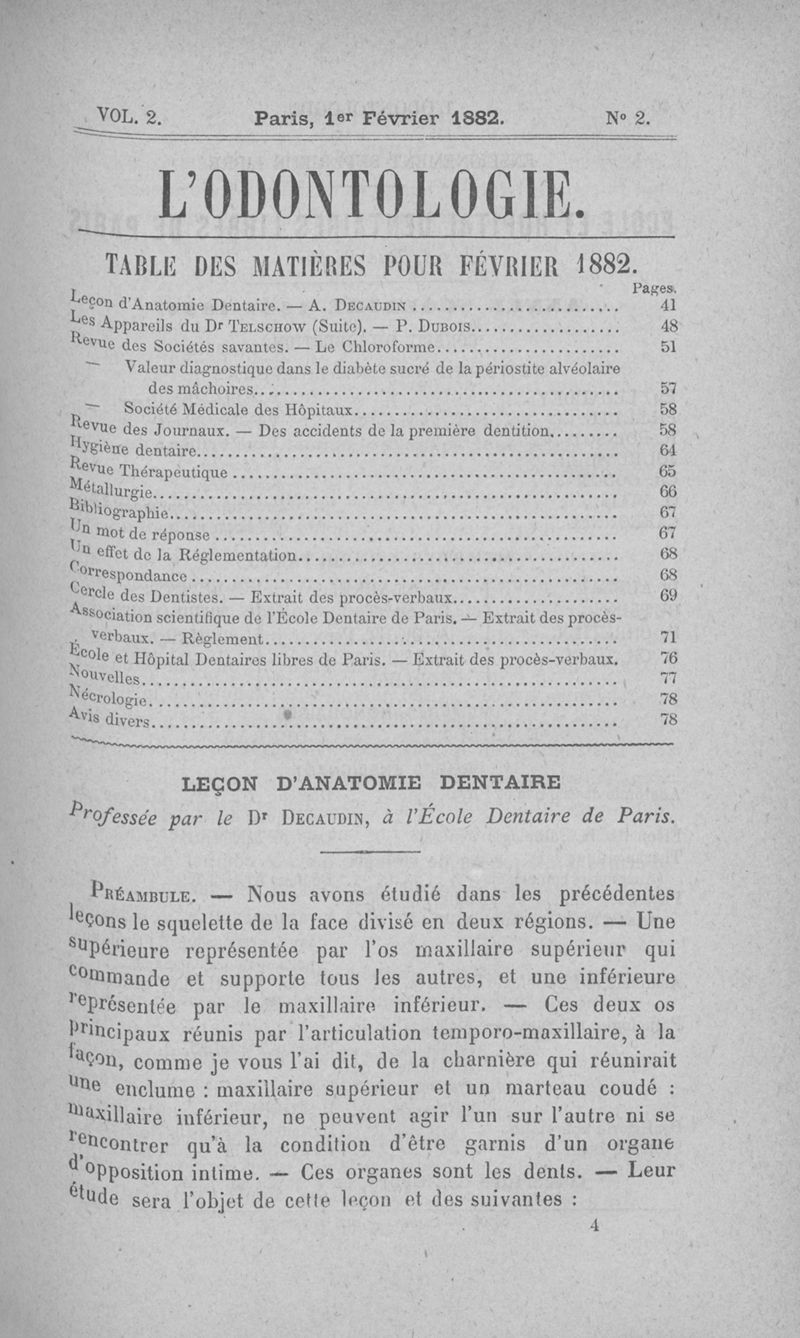 VOL. 2. Paris, 1er Février 1882. No 2.
L'ODONTOLOGIE.
TABLE DES MATIÈRES POUR FÉVRIER 1882.
Pages.
Leçon d'Anatomie Dentaire. — A. DECAUDIN .......................... 41
Les Appareils du Dr TELSCHOW (Suite). — P. DUBOIS................... 48
Revue des Sociétés savantes. — Le Chloroforme....................... 51
— Valeur diagnostique dans le diabète sucré de la périostite alvéolaire
des mâchoires............................................... 57
— Société Médicale des Hôpitaux................................. 58
Revue des Journaux. — Des accidents de la première dentition......... 58
Hygiène dentaire.................................................... 64
Revue Thérapeutique ................................................ 65
Métallurgie......................................................... 66
Bibliographie....................................................... 67
Un mot de réponse .................................................. 67
Un effet de la Réglementation....................................... 68
Correspondance ..................................................... 68
Cercle des Dentistes. — Extrait des procès-verbaux..................... 69
Association scientifique de l'École Dentaire de Paris. — Extrait des procès-
verbaux. — Règlement............................................ 71
École et Hôpital Dentaires libres de Paris. — Extrait des procès-verbaux. 76
Nouvelles........................................................... 77
Nécrologie.......................................................... 78
Avis divers......................................................... 78
LEÇON D'ANATOMIE DENTAIRE
Professée par le Dr DECAUDIN, à l'École Dentaire de Paris.
PRÉAMBULE. — Nous avons étudié dans les précédentes
leçons le squelette de la face divisé en deux régions. — Une
supérieure représentée par l'os maxillaire supérieur qui
commande et supporte tous les autres, et une inférieure
représentée par le maxillaire inférieur. — Ces deux os
principaux réunis par l'articulation temporo-maxillaire, à la
façon, comme je vous l'ai dit, de la charnière qui réunirait
une enclume : maxillaire supérieur et un marteau coudé :
maxillaire inférieur, ne peuvent agir l'un sur l'autre ni se
rencontrer qu'à la condition d'être garnis d'un organe
d'opposition intime. — Ces organes sont les dents. — Leur
étude sera l'objet de cette leçon et des suivantes :
4